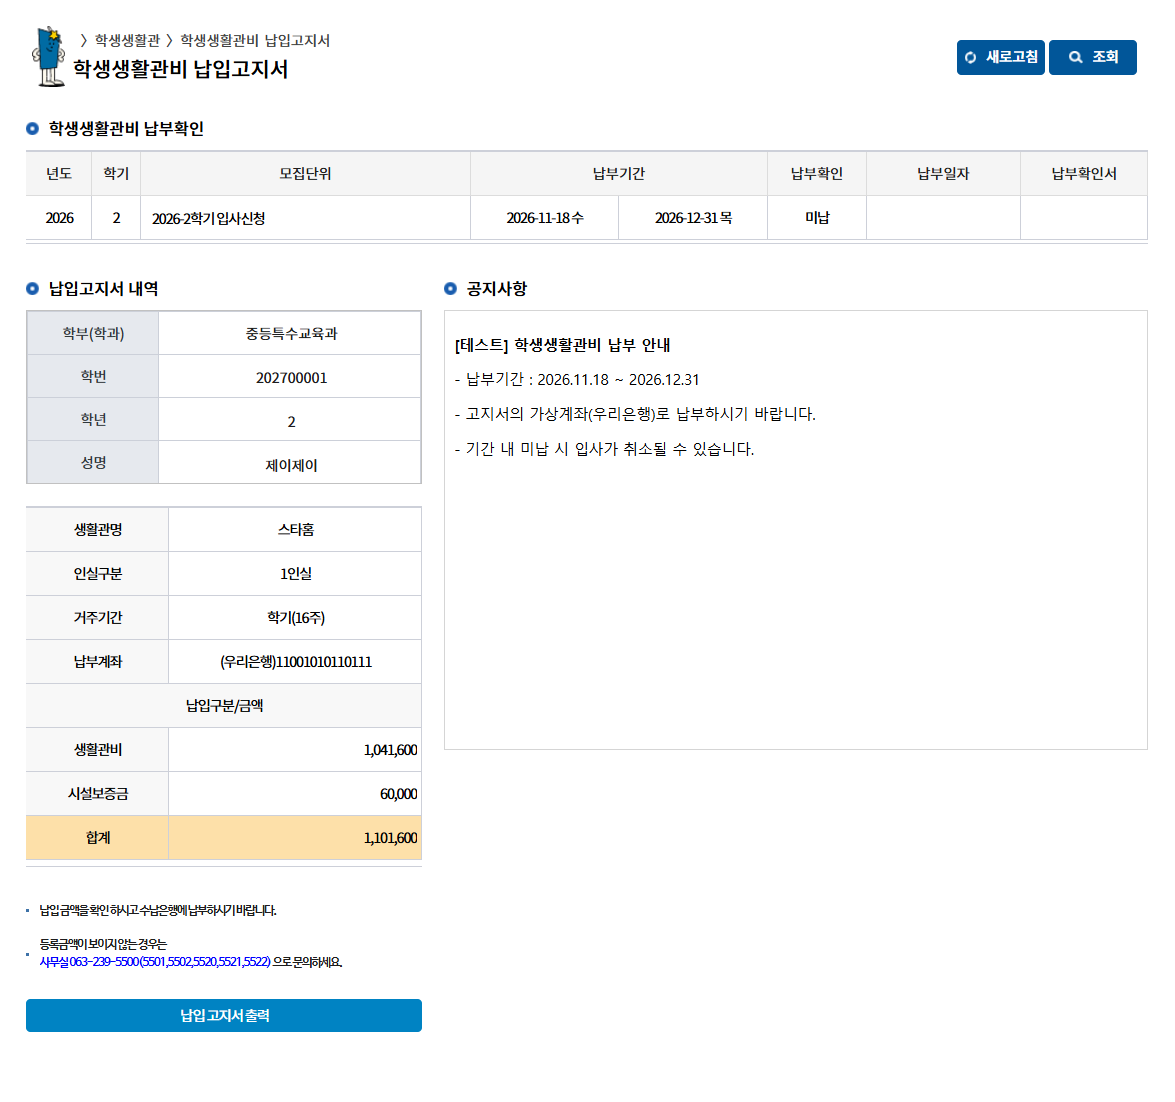 〉 학생생활관 〉 학생생활관비 납입고지서
학생생활관비 납입고지서
새로고침 조회
학생생활관비 납부확인
년도 학기 모집단위 납부기간 납부확인 납부일자 납부확인서
2026 2 2026-2학기 입사신청 2026-11-18 수 2026-12-31 목 미납
납입고지서 내역
학부(학과) 중등특수교육과
학번 202700001
학년 2
성명 제이제이
생활관명 스타홈
인실구분 1인실
거주기간 학기(16주)
납부계좌 (우리은행)11001010110111
납입구분/금액
생활관비 1,041,600
시설보증금 60,000
합계 1,101,600
납입 금액을 확인 하시고 수납은행에 납부하시기 바랍니다.
등록금액이 보이지 않는 경우는
사무실 063-239-5500(5501,5502,5520,5521,5522) 으로 문의하세요.
납입 고지서 출력
공지사항
[테스트] 학생생활관비 납부 안내
- 납부기간 : 2026.11.18 ~ 2026.12.31
- 고지서의 가상계좌(우리은행)로 납부하시기 바랍니다.
- 기간 내 미납 시 입사가 취소될 수 있습니다.